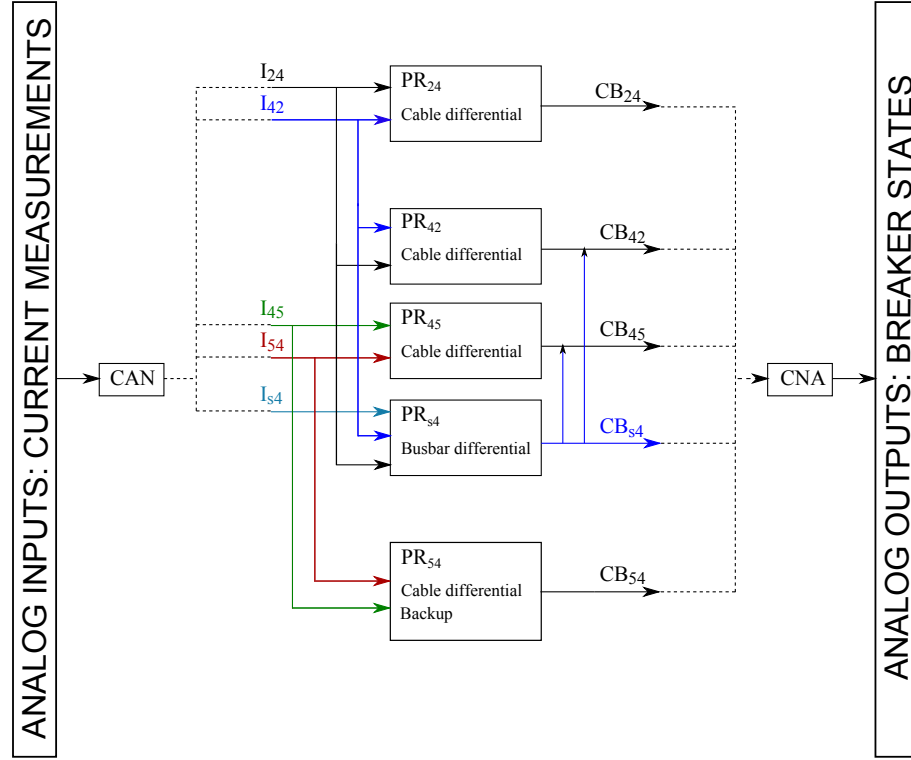 ANALOG INPUTS: CURRENT MEASUREMENTS
CAN
I24
I42
I45
I54
Is4
PR24
Cable differential
PR42
Cable differential
PR45
Cable differential
PRs4
Busbar differential
PR54
Cable differential
Backup
CB24
CB42
CB45
CBs4
CB54
CNA
ANALOG OUTPUTS: BREAKER STATES